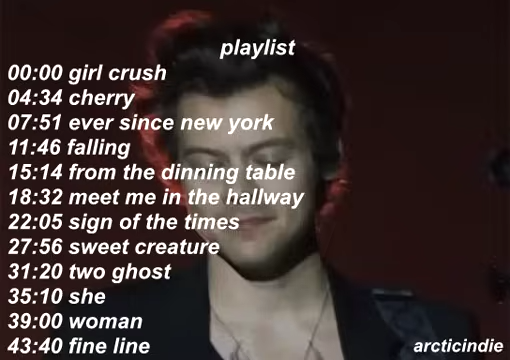 playlist
00:00 girl crush
04:34 cherry
07:51 ever since new york
11:46 falling
15:14 from the dinning table
18:32 meet me in the hallway
22:05 sign of the times
27:56 sweet creature
31:20 two ghost
35:10 she
39:00 woman
43:40 fine line
arcticindie